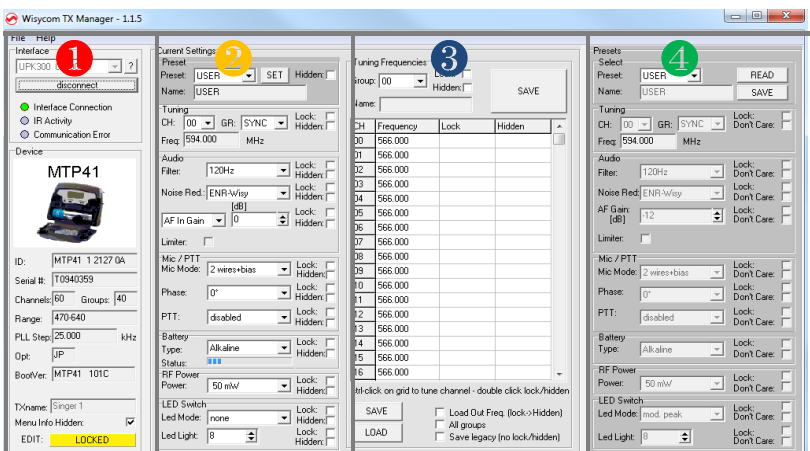 Wisycom TX Manager - 1.1.5
File Help
Interface
1
UPK300
?
disconnect
Interface Connection
IR Activity
Communication Error
Device
MTP41
ID: MTP41 1 2127 0A
Serial #: T0940359
Channels: 60 Groups: 40
Range: 470-640
PLL Step: 25.000 kHz
Opt: JP
BootVer: MTP41 101C
TXname: Singer 1
Menu Info Hidden:
EDIT: LOCKED
Current Settings
2
Preset
Preset: USER SET Hidden:
Name: USER
Tuning
CH: 00 GR: SYNC Lock:
Hidden:
Freq: 594.000 MHz
Audio
Filter: 120Hz Lock:
Hidden:
Noise Red.: ENR-Wisy Lock:
Hidden:
[dB]
AF In Gain 0 Lock:
Hidden:
Limiter:
Mic / PTT
Mic Mode: 2 wires+bias Lock:
Hidden:
Phase: 0° Lock:
Hidden:
PTT: disabled Lock:
Hidden:
Battery
Type: Alkaline Lock:
Hidden:
Status:
RF Power
Power: 50 mW Lock:
Hidden:
LED Switch
Led Mode: none Lock:
Hidden:
Led Light: 8 Lock:
Hidden:
3
Tuning Frequencies
Group: 00
Hidden:
SAVE
Name:
CH Frequency Lock Hidden
00 566.000
01 566.000
02 566.000
03 566.000
04 566.000
05 566.000
06 566.000
07 566.000
08 566.000
09 566.000
10 566.000
11 566.000
12 566.000
13 566.000
14 566.000
15 566.000
16 566.000
ctrl-click on grid to tune channel - double click lock/hidden
SAVE
LOAD
Load Out Freq. (lock->Hidden)
All groups
Save legacy (no lock/hidden)
Presets
4
Select
Preset: USER READ
Name: USER SAVE
Tuning
CH: 00 GR: SYNC Lock:
Don't Care:
Freq: 594.000 MHz
Audio
Filter: 120Hz Lock:
Don't Care:
Noise Red: ENR-Wisy Lock:
Don't Care:
AF Gain: -12 Lock:
[dB] Don't Care:
Limiter:
Mic / PTT
Mic Mode: 2 wires+bias Lock:
Don't Care:
Phase: 0° Lock:
Don't Care:
PTT: disabled Lock:
Don't Care:
Battery
Type: Alkaline Lock:
Don't Care:
RF Power
Power: 50 mW Lock:
Don't Care:
LED Switch
Led Mode: mod. peak Lock:
Don't Care:
Led Light: 8 Lock:
Don't Care: